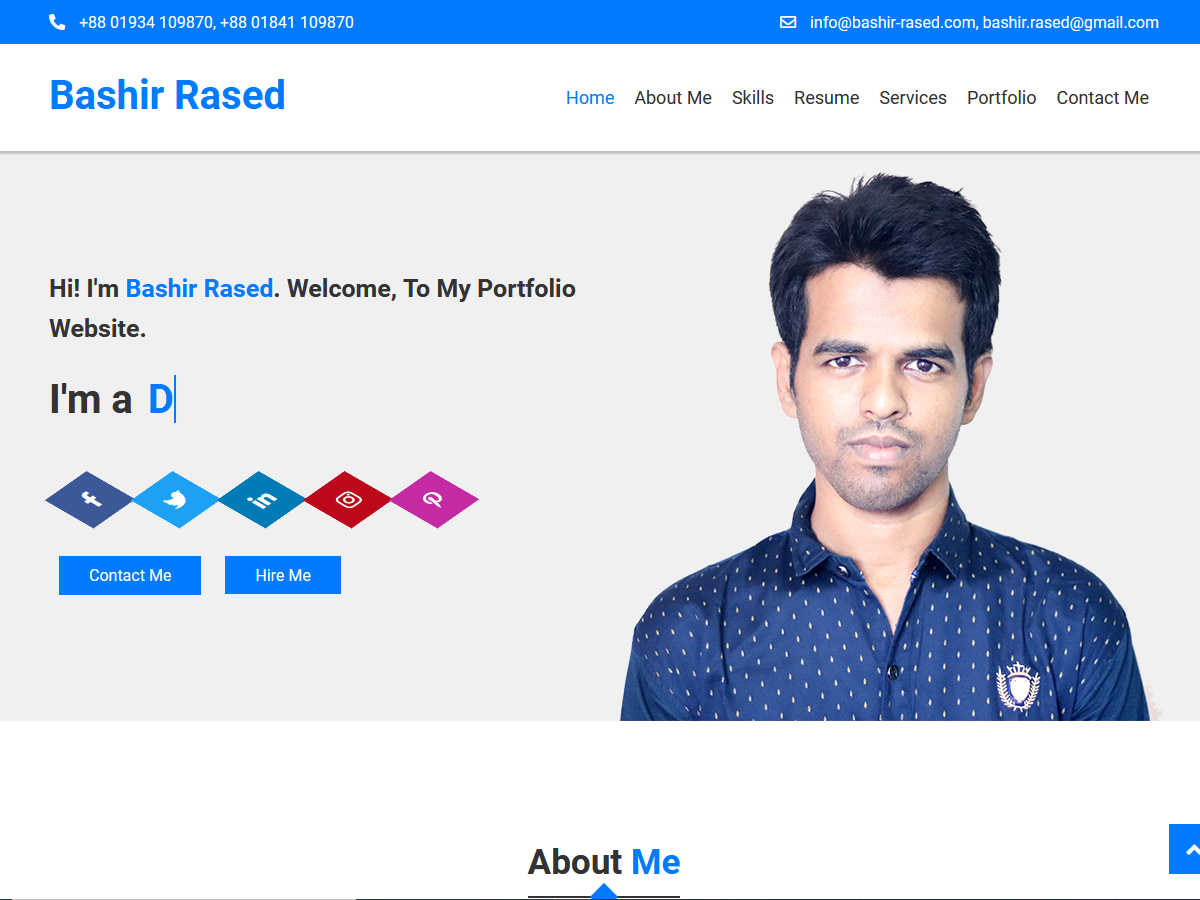 +88 01934 109870, +88 01841 109870
info@bashir-rased.com, bashir.rased@gmail.com
Bashir Rased
Home About Me Skills Resume Services Portfolio Contact Me
Hi! I'm Bashir Rased. Welcome, To My Portfolio
Website.
I'm a D
Contact Me
Hire Me
About Me